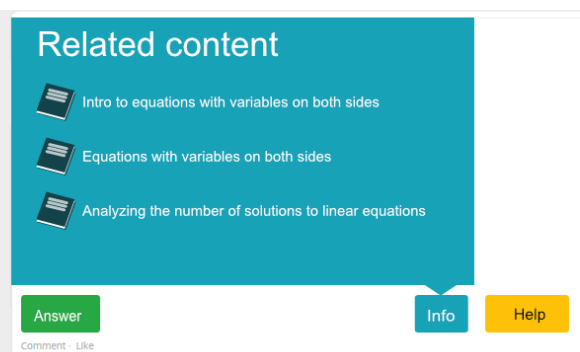 Related content
Intro to equations with variables on both sides
Equations with variables on both sides
Analyzing the number of solutions to linear equations
Answer
Info
Help
Comment · Like